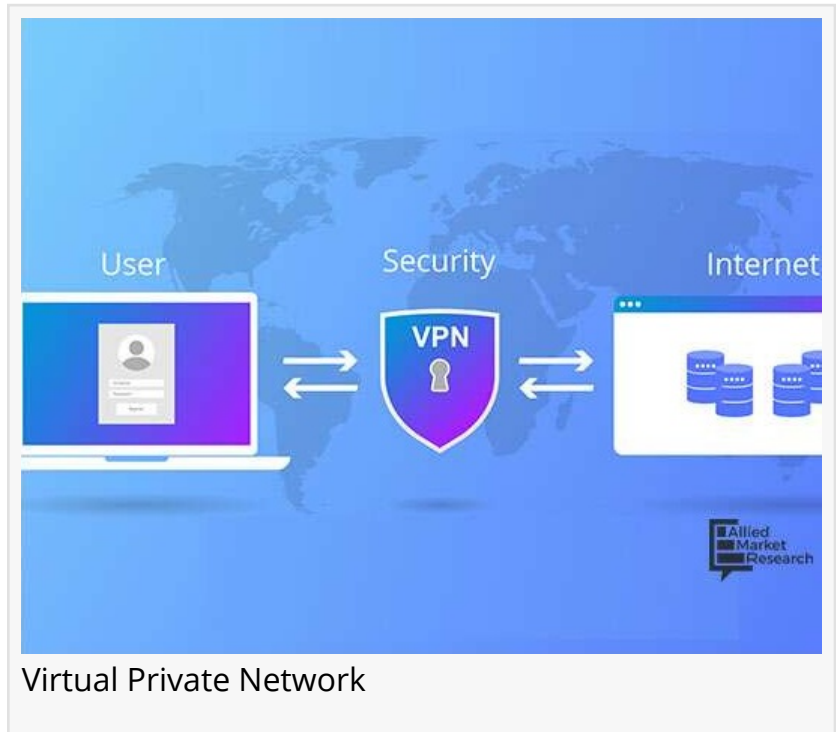 User
Security
Internet
VPN
Allied
Market
Research
Virtual Private Network